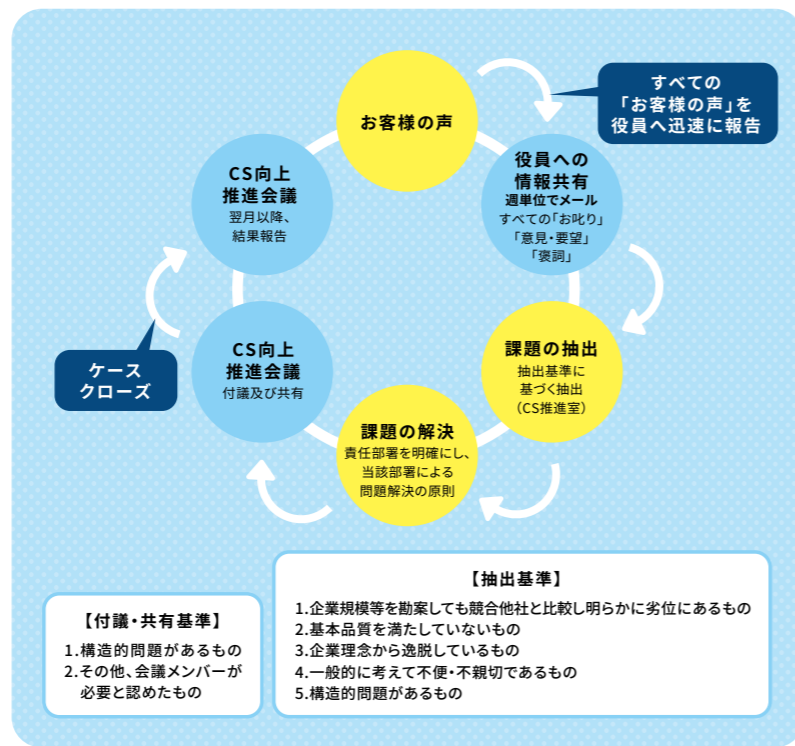 お客様の声
すべての
「お客様の声」を
役員へ迅速に報告
役員への
情報共有
週単位でメール
すべての「お叱り」
「意見・要望」
「褒詞」
課題の抽出
抽出基準に
基づく抽出
（CS推進室）
課題の解決
責任部署を明確にし、
当該部署による
問題解決の原則
CS向上
推進会議
付議及び共有
ケース
クローズ
CS向上
推進会議
翌月以降、
結果報告
【付議・共有基準】
1.構造的問題があるもの
2.その他、会議メンバーが
必要と認めたもの
【抽出基準】
1.企業規模等を勘案しても競合他社と比較し明らかに劣位にあるもの
2.基本品質を満たしていないもの
3.企業理念から逸脱しているもの
4.一般的に考えて不便・不親切であるもの
5.構造的問題があるもの